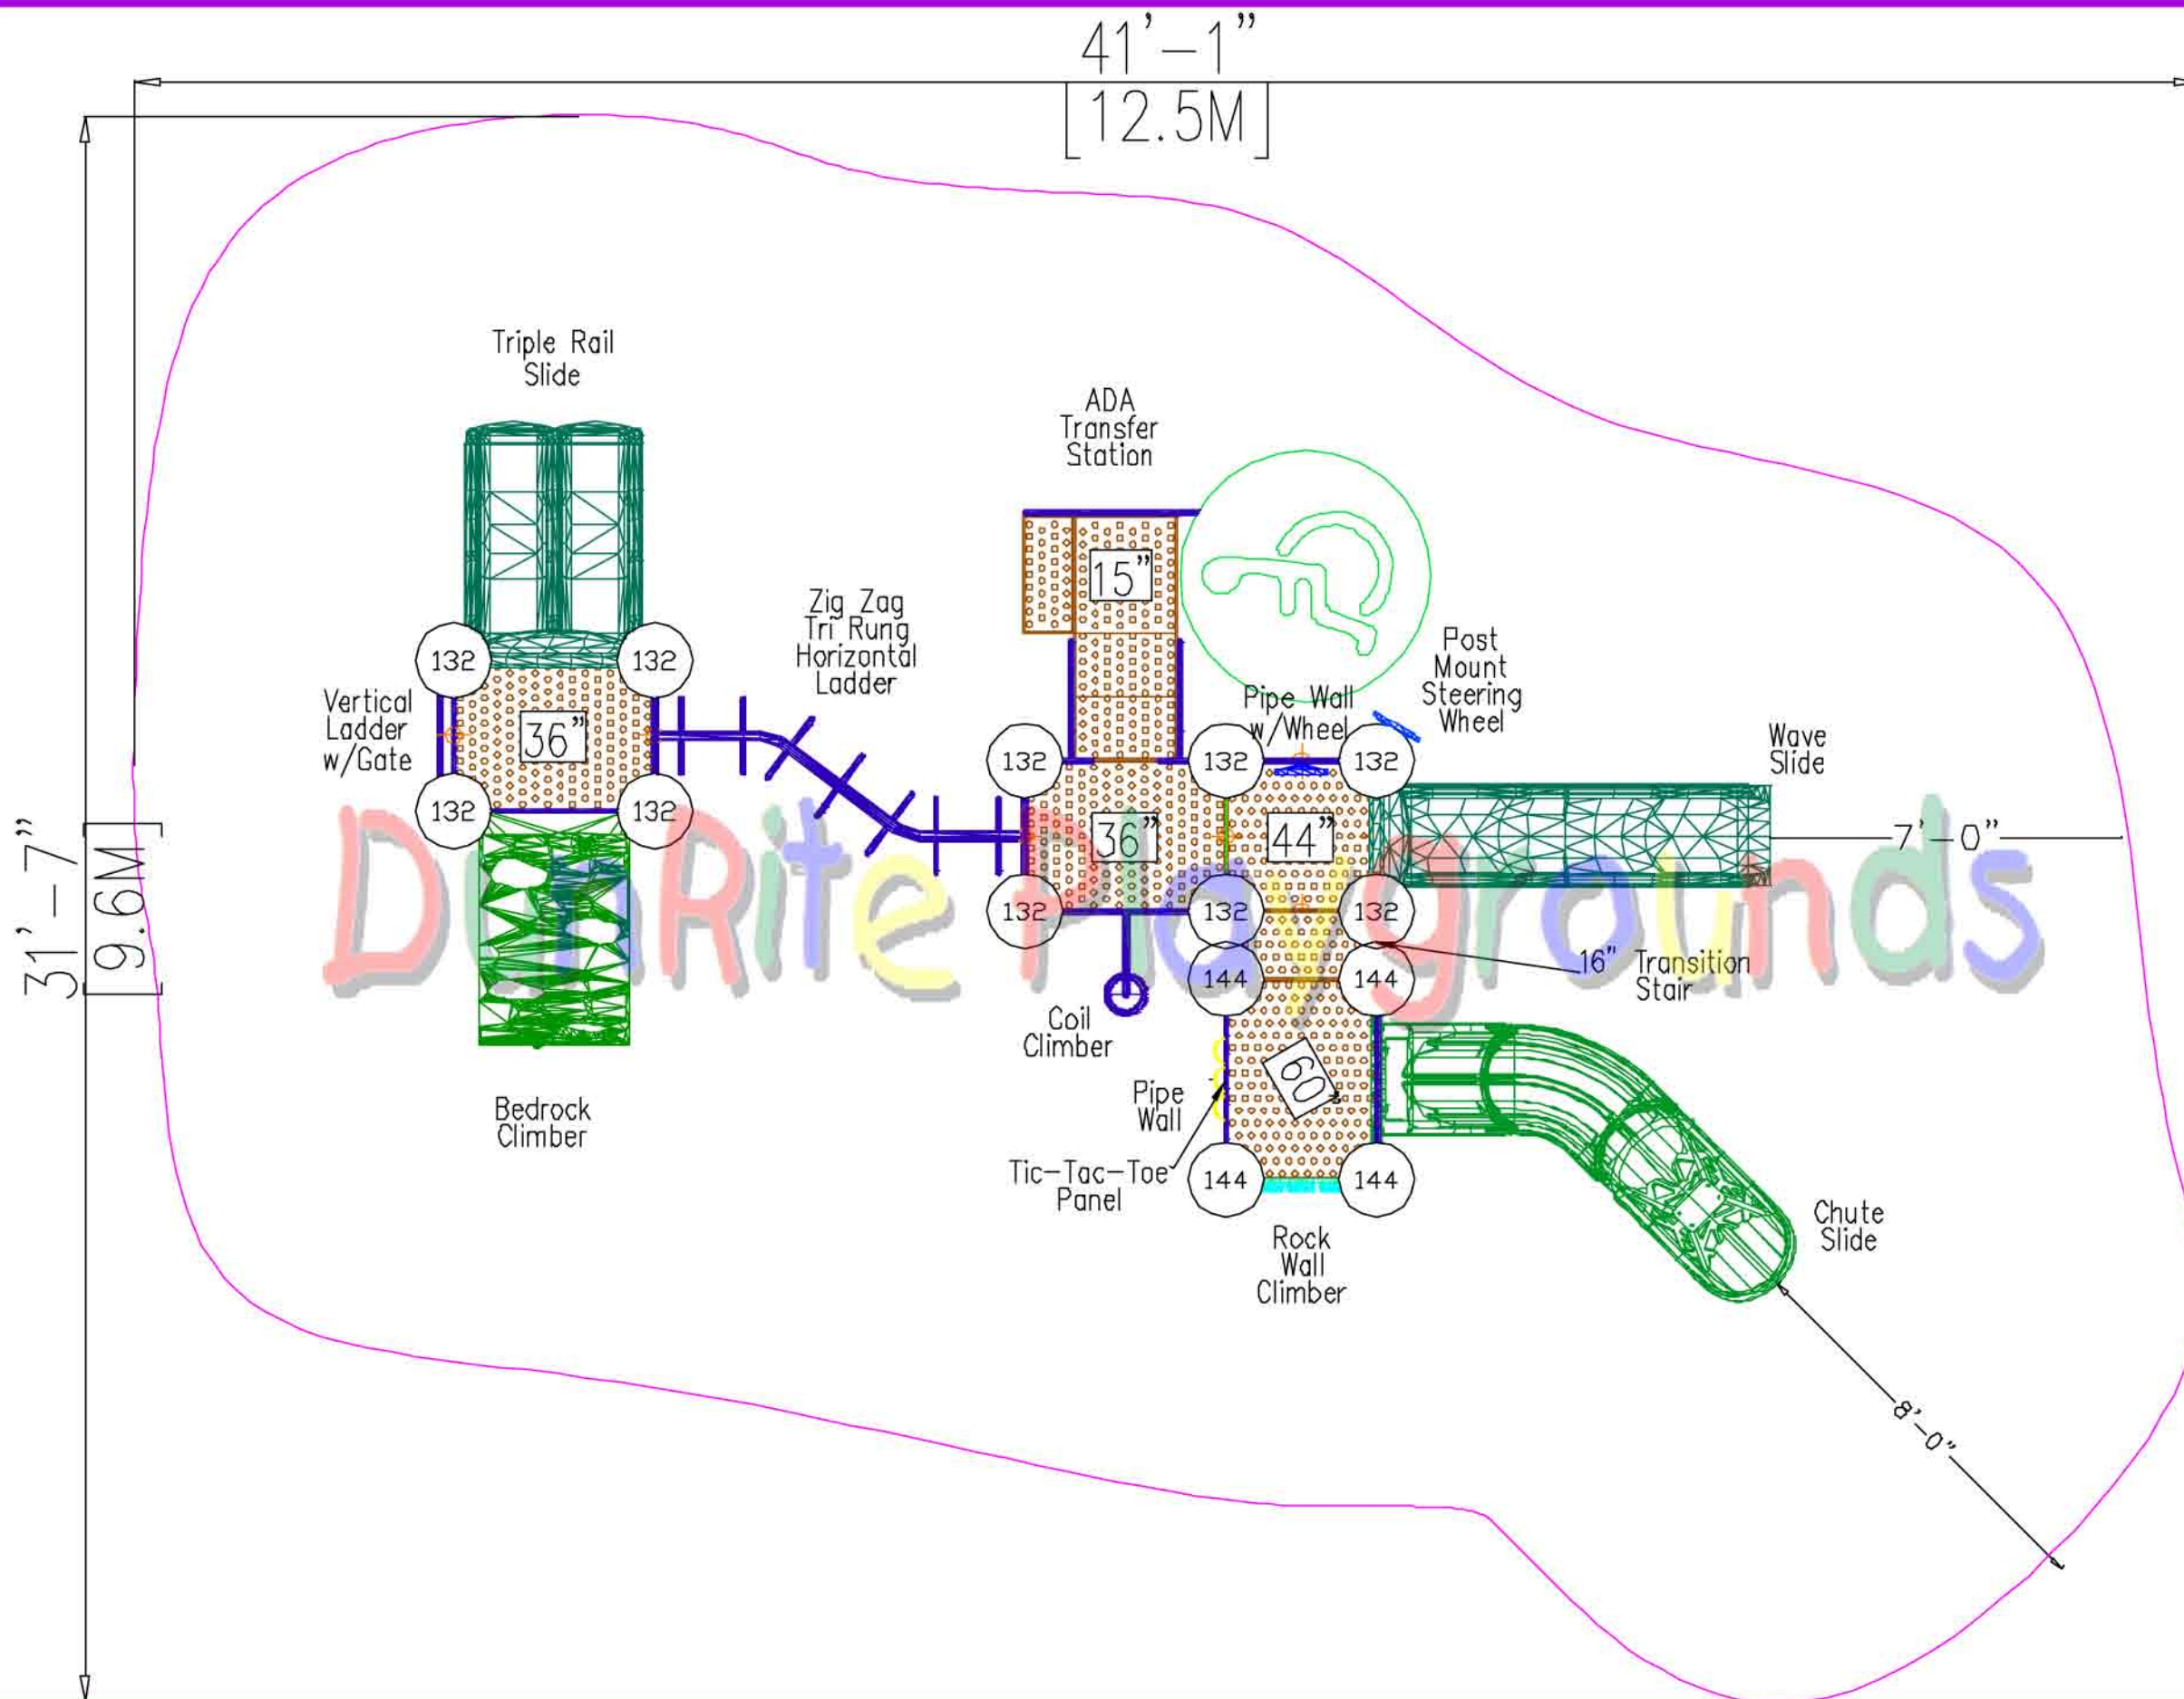 41'-1"
[12.5M]
31'-7"
[9.6M]
Triple Rail
Slide
ADA
Transfer
Station
15"
Zig Zag
Tri Rung
Horizontal
Ladder
Post
Mount
Steering
Wheel
132
132
Vertical
Ladder
w/Gate
36"
Pipe Wall
w/Wheel
Wave
Slide
132
132
132
132
132
36"
44"
7'-0"
DunRite Playgrounds
132
132
132
16" Transition
Stair
144
144
Coil
Climber
60
Pipe
Wall
Bedrock
Climber
Tic-Tac-Toe
Panel
144
144
Chute
Slide
Rock
Wall
Climber
8'-0"